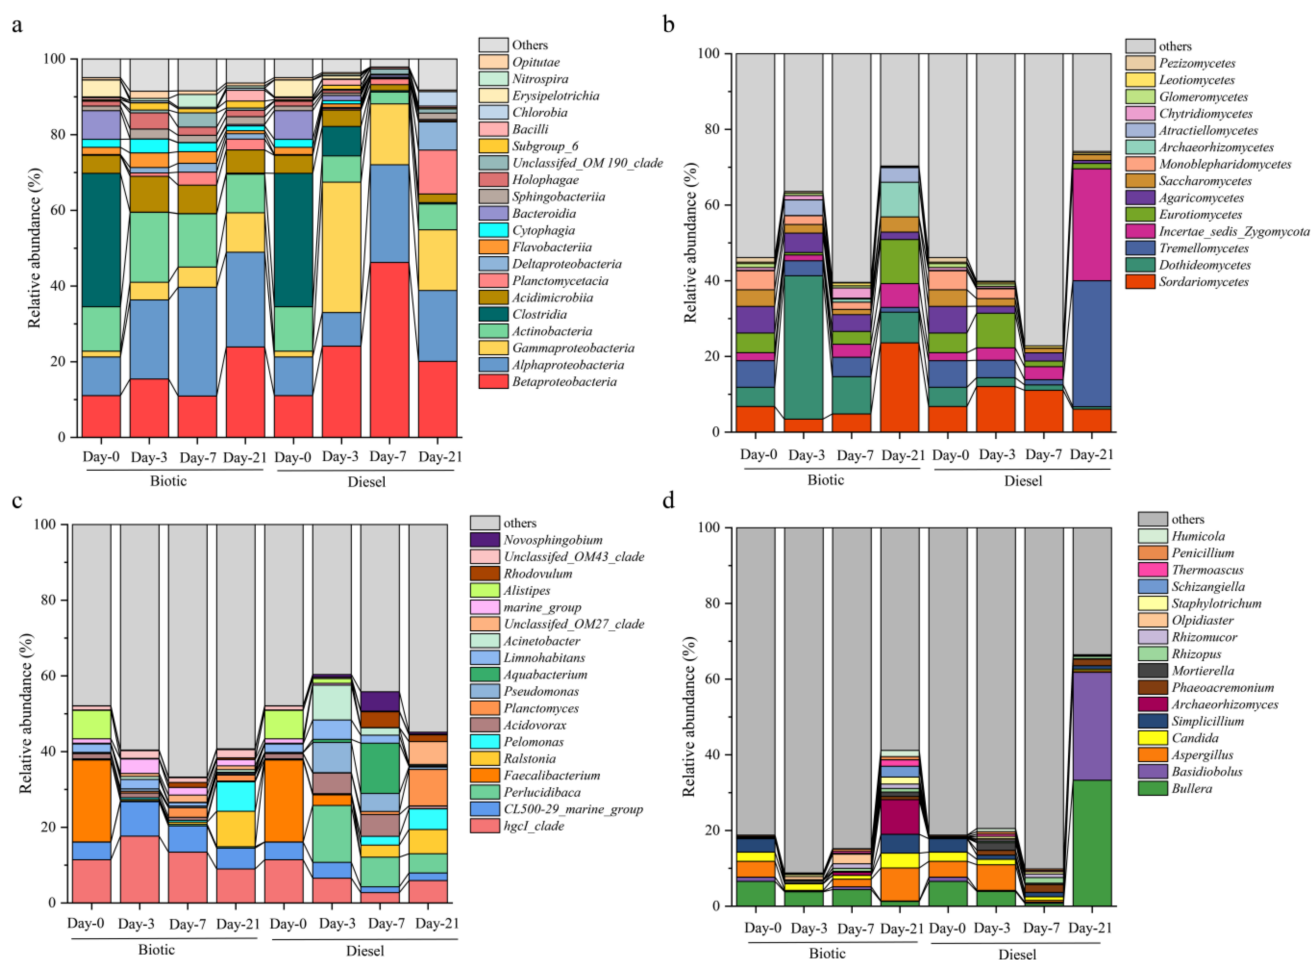 a
Relative abundance (%)
100
80
60
40
20
0
Day-0 Day-3 Day-7 Day-21 Day-0 Day-3 Day-7 Day-21
Biotic Diesel
Others
Opitutae
Nitrospira
Erysipelotrichia
Chlorobia
Bacilli
Subgroup_6
Unclassifed_OM 190_clade
Holophagae
Sphingobacteriia
Bacteroidia
Cytophagia
Flavobacteriia
Deltaproteobacteria
Planctomycetacia
Acidimicrobiia
Clostridia
Actinobacteria
Gammaproteobacteria
Alphaproteobacteria
Betaproteobacteria
b
Relative abundance (%)
100
80
60
40
20
0
Day-0 Day-3 Day-7 Day-21 Day-0 Day-3 Day-7 Day-21
Biotic Diesel
others
Pezizomycetes
Leotiomycetes
Glomeromycetes
Chytridiomycetes
Atractiellomycetes
Archaeorhizomycetes
Monoblepharidomycetes
Saccharomycetes
Agaricomycetes
Eurotiomycetes
Incertae_sedis_Zygomycota
Tremellomycetes
Dothideomycetes
Sordariomycetes
c
Relative abundance (%)
100
80
60
40
20
0
Day-0 Day-3 Day-7 Day-21 Day-0 Day-3 Day-7 Day-21
Biotic Diesel
others
Novosphingobium
Unclassifed_OM43_clade
Rhodovulum
Alistipes
marine_group
Unclassifed_OM27_clade
Acinetobacter
Limnohabitans
Aquabacterium
Pseudomonas
Planctomyces
Acidovorax
Pelomonas
Ralstonia
Faecalibacterium
Perlucidibaca
CL500-29_marine_group
hgcI_clade
d
Relative abundance (%)
100
80
60
40
20
0
Day-0 Day-3 Day-7 Day-21 Day-0 Day-3 Day-7 Day-21
Biotic Diesel
others
Humicola
Penicillium
Thermoascus
Schizangiella
Staphylotrichum
Olpidiaster
Rhizomucor
Rhizopus
Mortierella
Phaeoacremonium
Archaeorhizomyces
Simplicillium
Candida
Aspergillus
Basidiobolus
Bullera